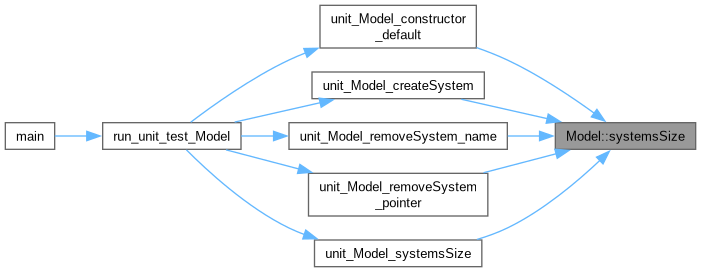 unit_Model_constructor
_default
unit_Model_createSystem
main
run_unit_test_Model
unit_Model_removeSystem_name
Model::systemsSize
unit_Model_removeSystem
_pointer
unit_Model_systemsSize